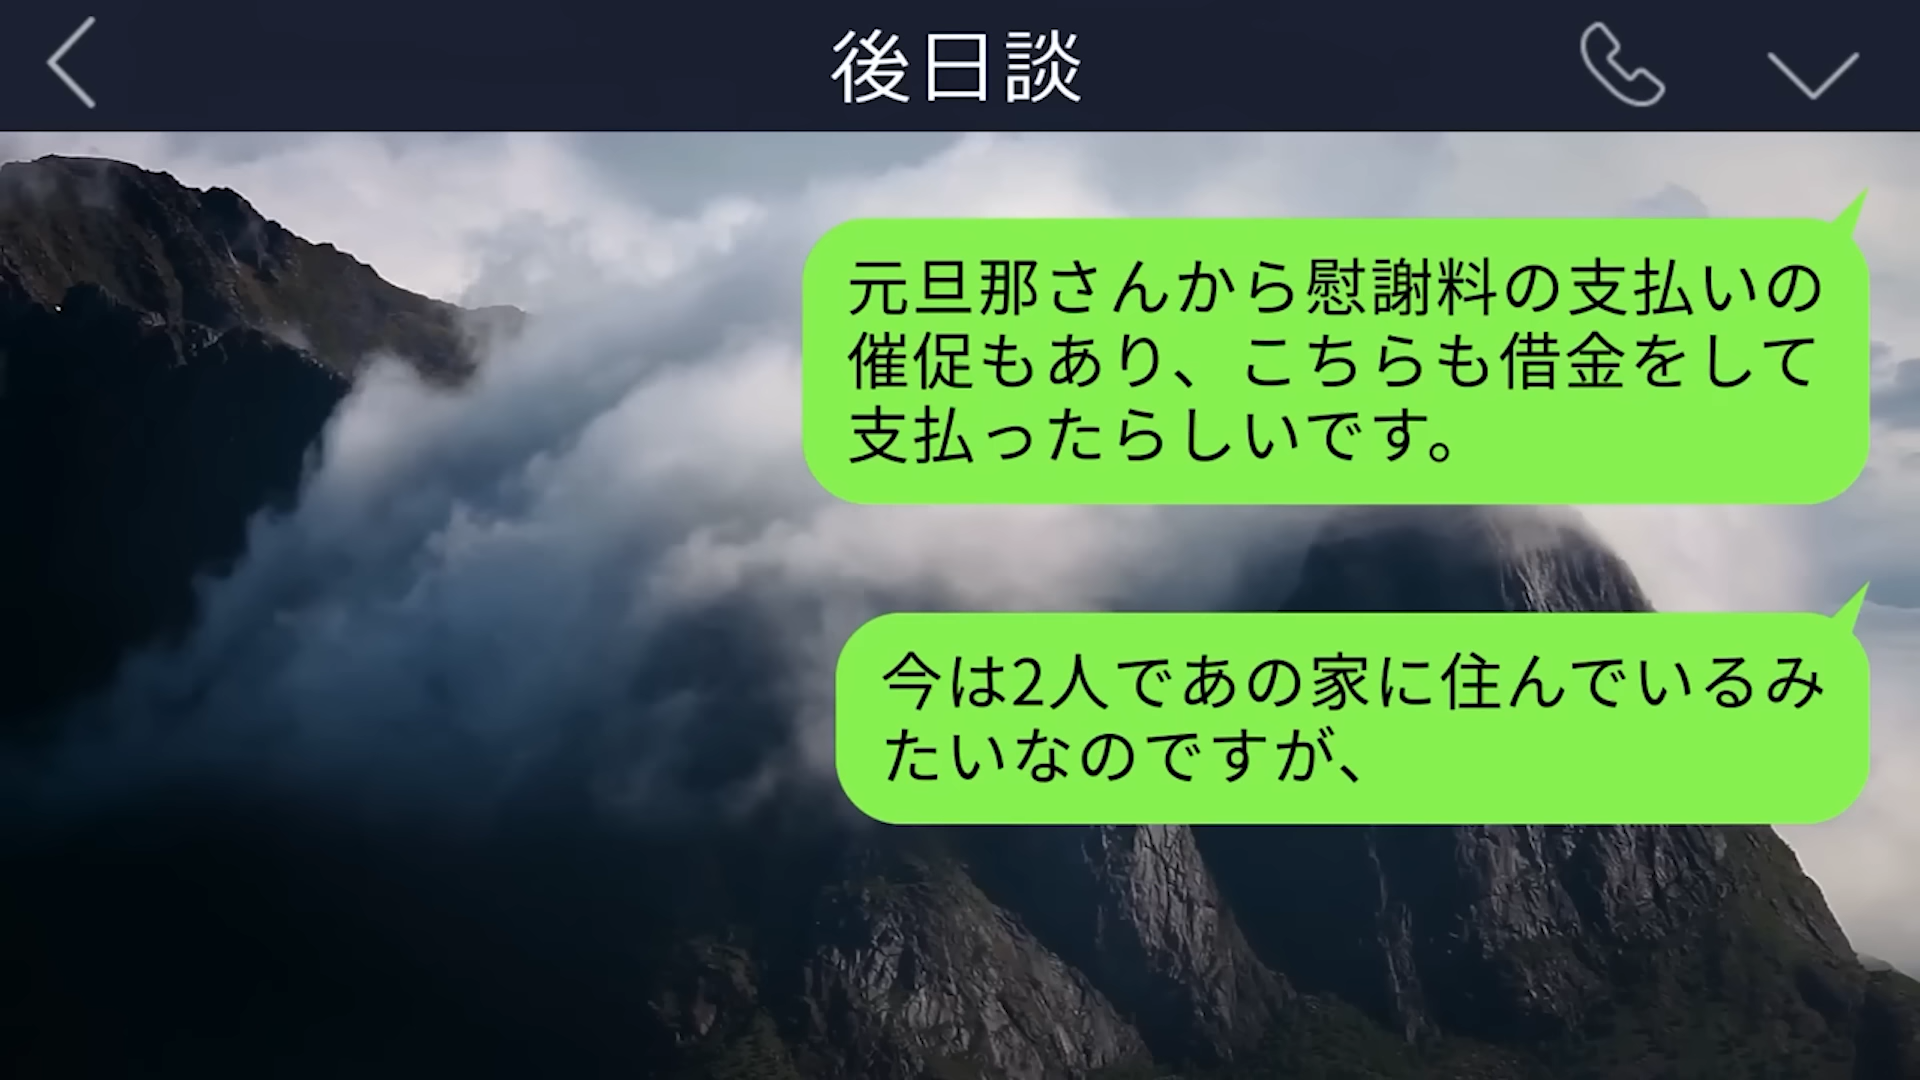 後日談
元旦那さんから慰謝料の支払いの
催促もあり、こちらも借金をして
支払ったらしいです。
今は2人であの家に住んでいるみ
たいなのですが、